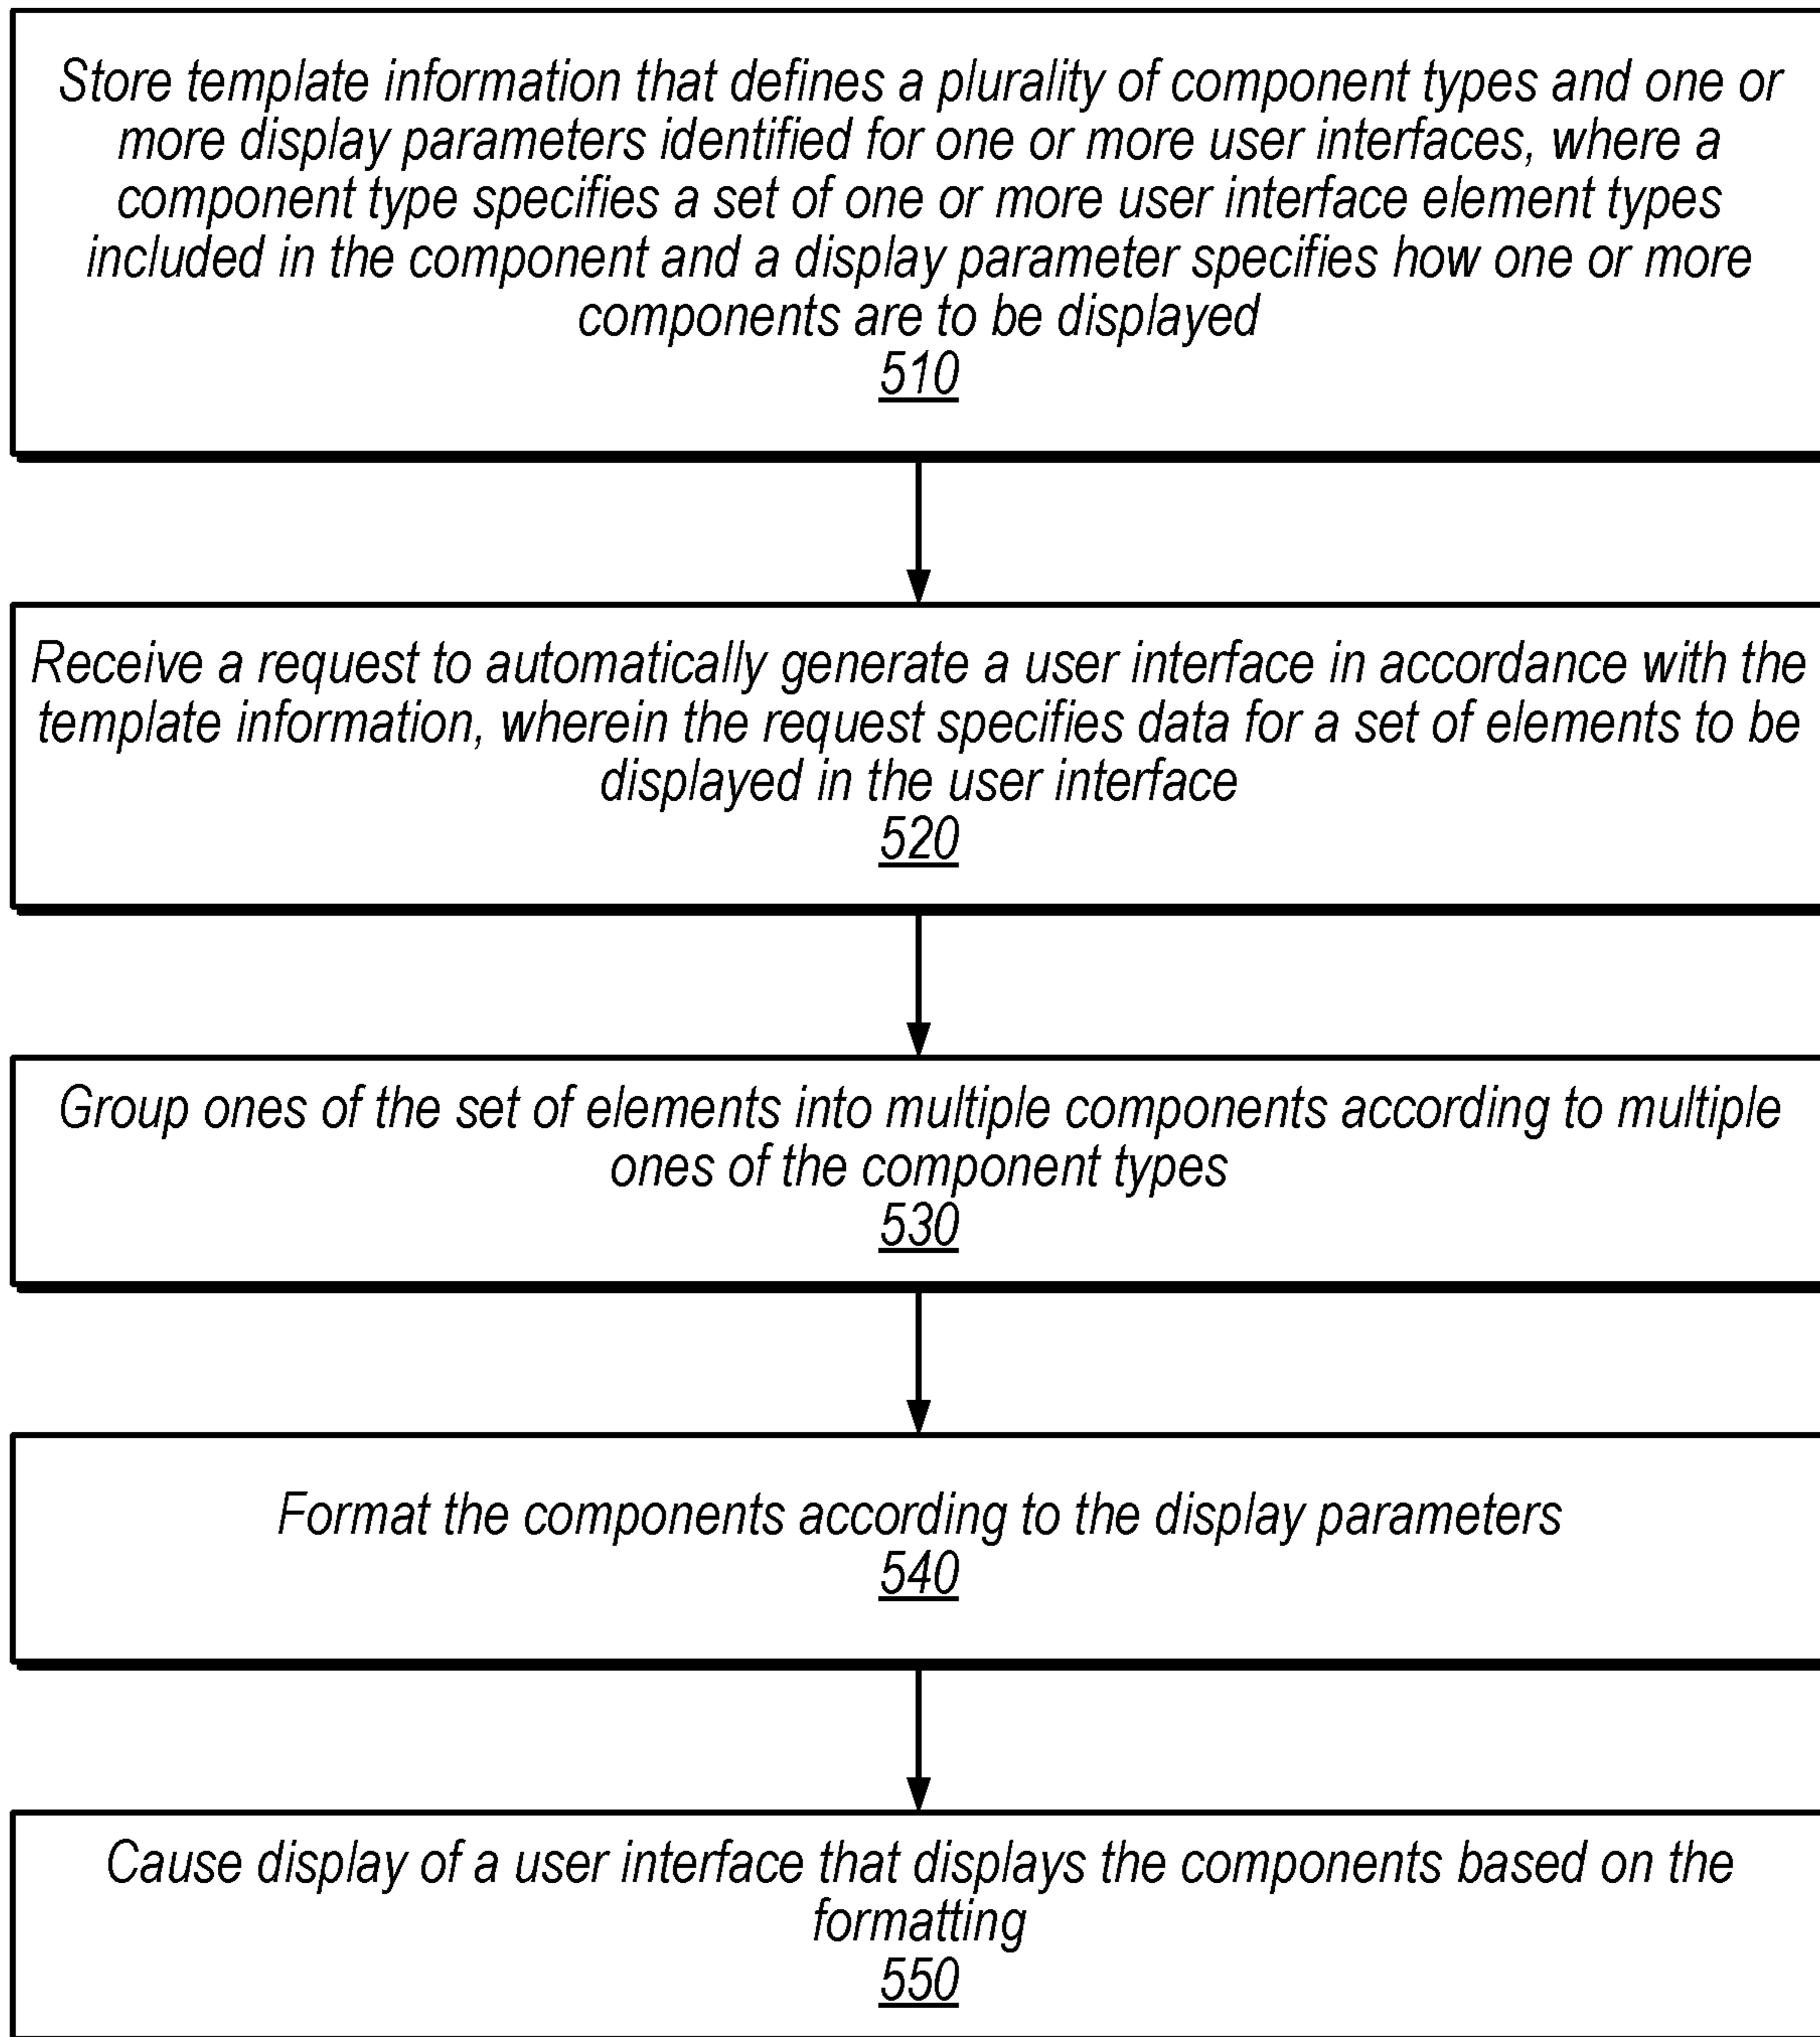 Store template information that defines a plurality of component types and one or
more display parameters identified for one or more user interfaces, where a
component type specifies a set of one or more user interface element types
included in the component and a display parameter specifies how one or more
components are to be displayed
510
Receive a request to automatically generate a user interface in accordance with the
template information, wherein the request specifies data for a set of elements to be
displayed in the user interface
520
Group ones of the set of elements into multiple components according to multiple
ones of the component types
530
Format the components according to the display parameters
540
Cause display of a user interface that displays the components based on the
formatting
550